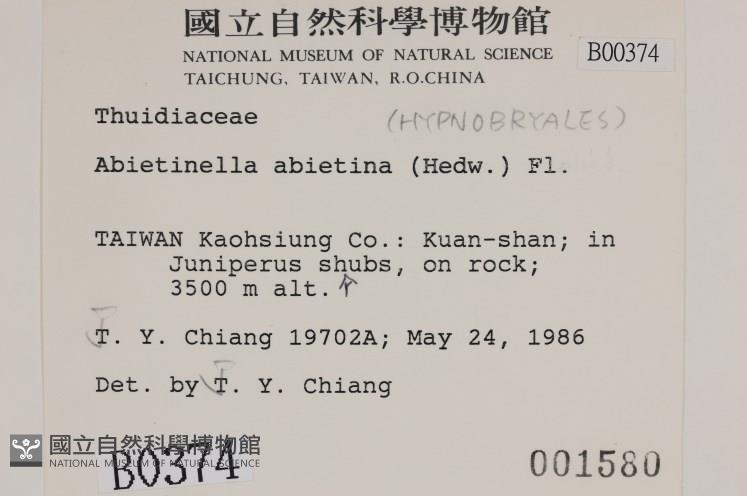 國立自然科學博物館
NATIONAL MUSEUM OF NATURAL SCIENCE
TAICHUNG, TAIWAN, R.O.CHINA
B00374
Thuidiaceae (HYPNOBRYALES)
Abietinella abietina (Hedw.) Fl.
TAIWAN Kaohsiung Co.: Kuan-shan; in
Juniperus shubs, on rock;
3500 m alt.
T. Y. Chiang 19702A; May 24, 1986
Det. by T. Y. Chiang
國立自然科學博物館
NATIONAL MUSEUM OF NATURAL SCIENCE
B0374
001580